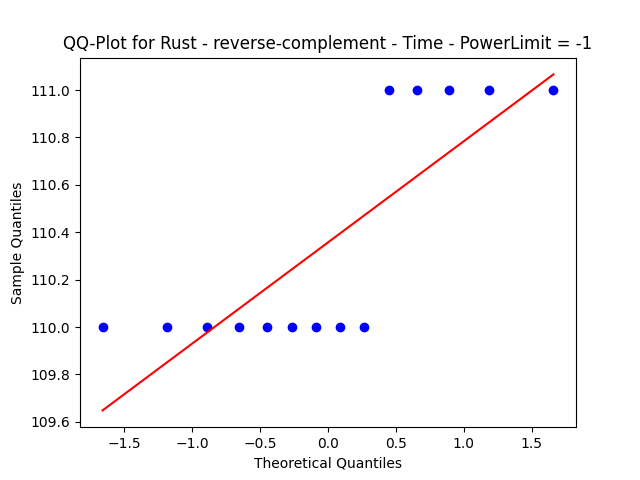 QQ-Plot for Rust - reverse-complement - Time - PowerLimit = -1
111.0
110.8
110.6
110.4
110.2
110.0
109.8
109.6
Sample Quantiles
−1.5 −1.0 −0.5 0.0 0.5 1.0 1.5
Theoretical Quantiles